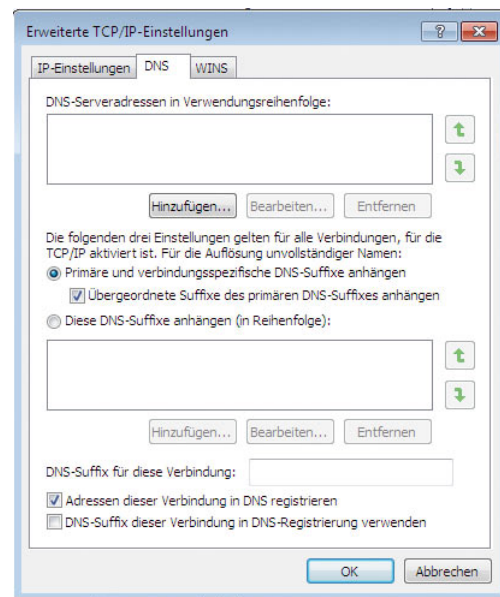 Erweiterte TCP/IP-Einstellungen
IP-Einstellungen DNS WINS
DNS-Serveradressen in Verwendungsreihenfolge:
Hinzufügen... Bearbeiten... Entfernen
Die folgenden drei Einstellungen gelten für alle Verbindungen, für die
TCP/IP aktiviert ist. Für die Auflösung unvollständiger Namen:
Primäre und verbindungsspezifische DNS-Suffixe anhängen
Übergeordnete Suffixe des primären DNS-Suffixes anhängen
Diese DNS-Suffixe anhängen (in Reihenfolge):
Hinzufügen... Bearbeiten... Entfernen
DNS-Suffix für diese Verbindung:
Adressen dieser Verbindung in DNS registrieren
DNS-Suffix dieser Verbindung in DNS-Registrierung verwenden
OK Abbrechen